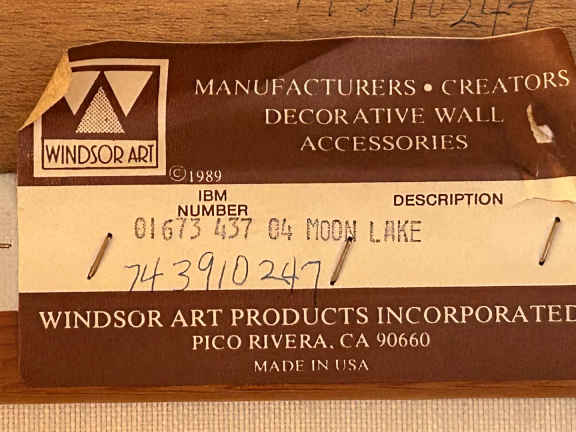 743910247
MANUFACTURERS • CREATORS
DECORATIVE WALL
ACCESSORIES
WINDSOR ART
©1989
IBM NUMBER DESCRIPTION
01673 437 04 MOON LAKE
743910247
WINDSOR ART PRODUCTS INCORPORATED
PICO RIVERA, CA 90660
MADE IN USA